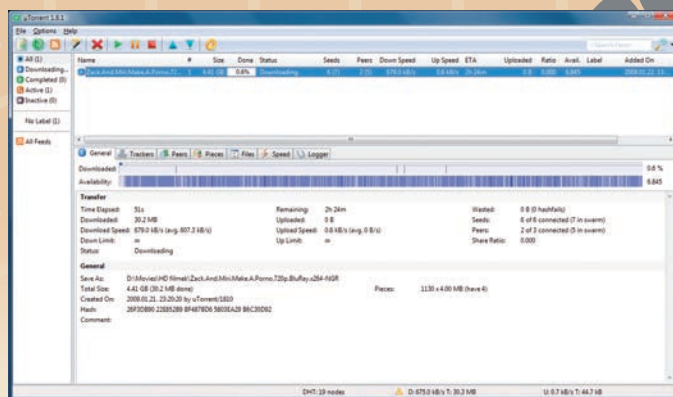 µTorrent 1.8.1
File Options Help
Name # Size Done Status Seeds Peers Down Speed Up Speed ETA Uploaded Ratio Avail. Label Added On
All (1)
Downloading...
Completed (0)
Active (1)
Inactive (0)
No Label (1)
All Feeds
Zack.And.Miri.Make.A.Porno.72... 1 4.41 GB 0.6% Downloading 6 (7) 2 (5) 679.0 kB/s 0.8 kB/s 2h 24m 0 B 0.000 6.845
General Trackers Peers Pieces Files Speed Logger
Downloaded: 0.6 %
Availability: 6.845
Transfer
Time Elapsed: 51s Remaining: 2h 24m Wasted: 0 B (0 hashfails)
Downloaded: 30.2 MB Uploaded: 0 B Seeds: 6 of 6 connected (7 in swarm)
Download Speed: 679.0 kB/s (avg. 607.3 kB/s) Upload Speed: 0.8 kB/s (avg. 0 B/s) Peers: 2 of 3 connected (5 in swarm)
Down Limit: ∞ Up Limit: ∞ Share Ratio: 0.000
Status: Downloading
General
Save As: D:\Movies\HD filmek\Zack.And.Miri.Make.A.Porno.720p.BluRay.x264-NGR
Total Size: 4.41 GB (30.2 MB done) Pieces: 1130 x 4.00 MB (have 4)
Created On: 2009.01.21. 23:20:20 by uTorrent/1810
Hash:
Comment:
DHT: 19 nodes D: 675.0 kB/s T: 30.3 MB U: 0.7 kB/s T: 44.7 kB